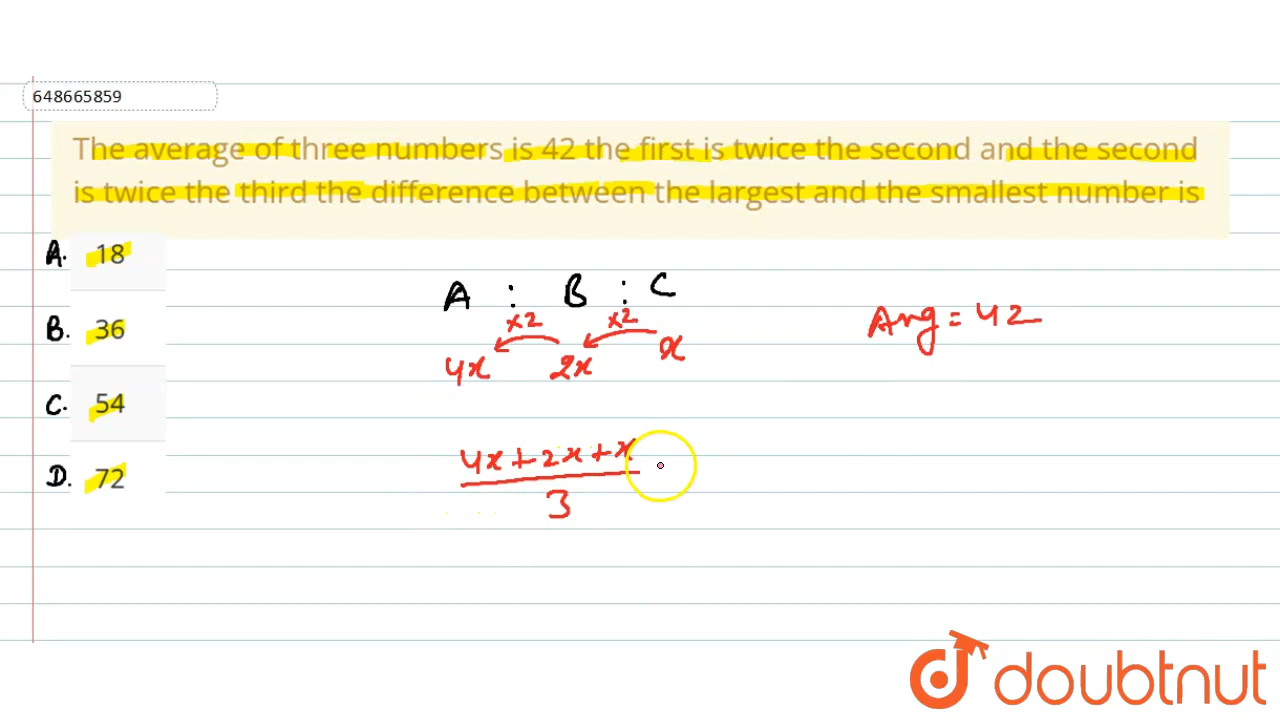 648665859
The average of three numbers is 42 the first is twice the second and the second
is twice the third the difference between the largest and the smallest number is
A. 18
B. 36
C. 54
D. 72
A : B : C
×2 ×2
4x 2x x
Avg = 42
4x+2x+x
3
doubtnut